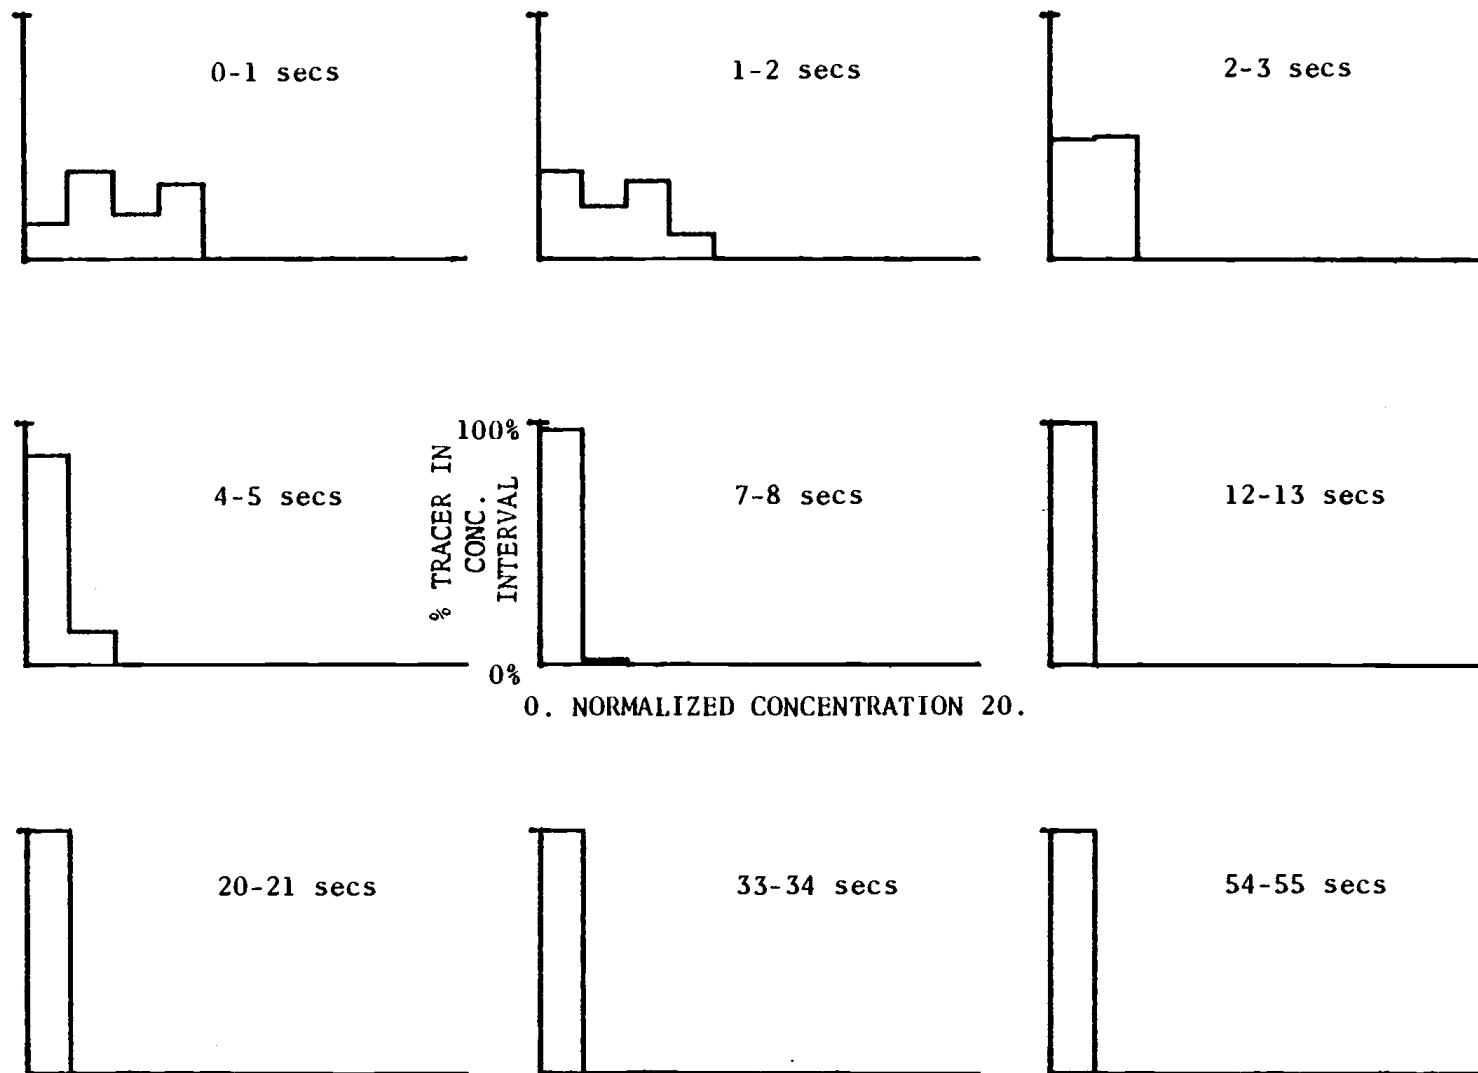 0-1 secs
1-2 secs
2-3 secs
4-5 secs
100%
% TRACER IN
CONC.
INTERVAL
0%
7-8 secs
12-13 secs
0. NORMALIZED CONCENTRATION 20.
20-21 secs
33-34 secs
54-55 secs